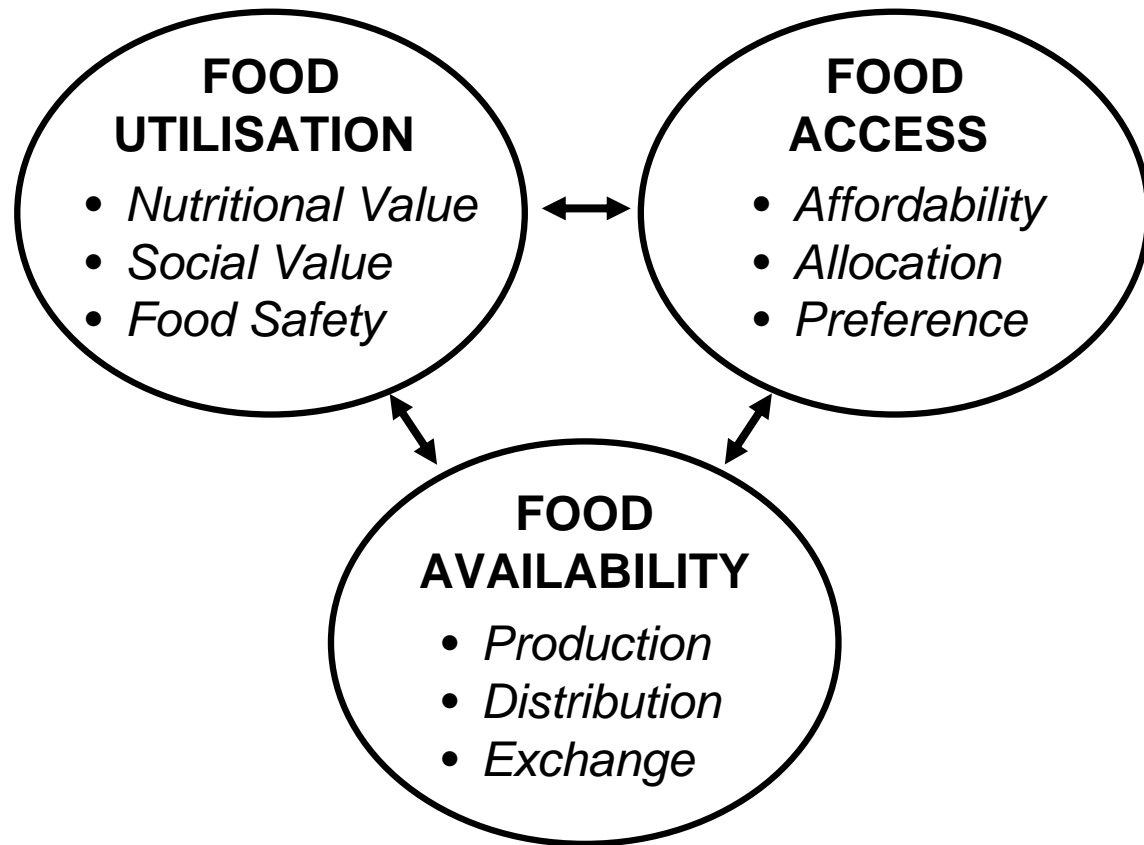 FOOD
UTILISATION
• Nutritional Value
• Social Value
• Food Safety
FOOD
ACCESS
• Affordability
• Allocation
• Preference
FOOD
AVAILABILITY
• Production
• Distribution
• Exchange